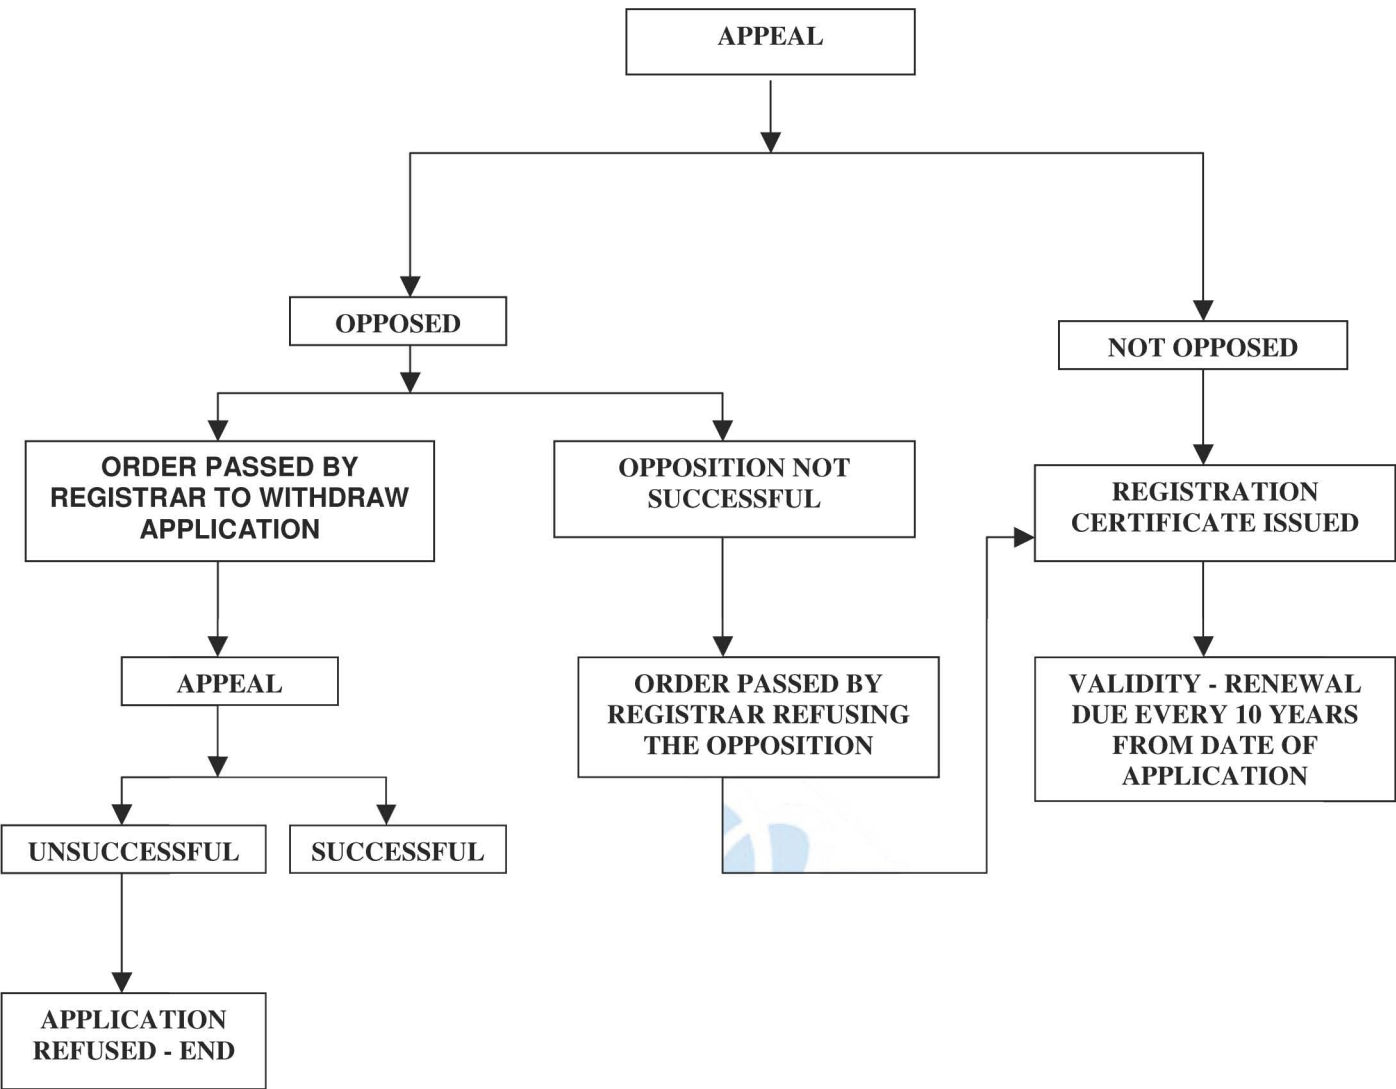 APPEAL
OPPOSED
NOT OPPOSED
ORDER PASSED BY
REGISTRAR TO WITHDRAW
APPLICATION
OPPOSITION NOT
SUCCESSFUL
REGISTRATION
CERTIFICATE ISSUED
APPEAL
ORDER PASSED BY
REGISTRAR REFUSING
THE OPPOSITION
VALIDITY - RENEWAL
DUE EVERY 10 YEARS
FROM DATE OF
APPLICATION
UNSUCCESSFUL
SUCCESSFUL
APPLICATION
REFUSED - END